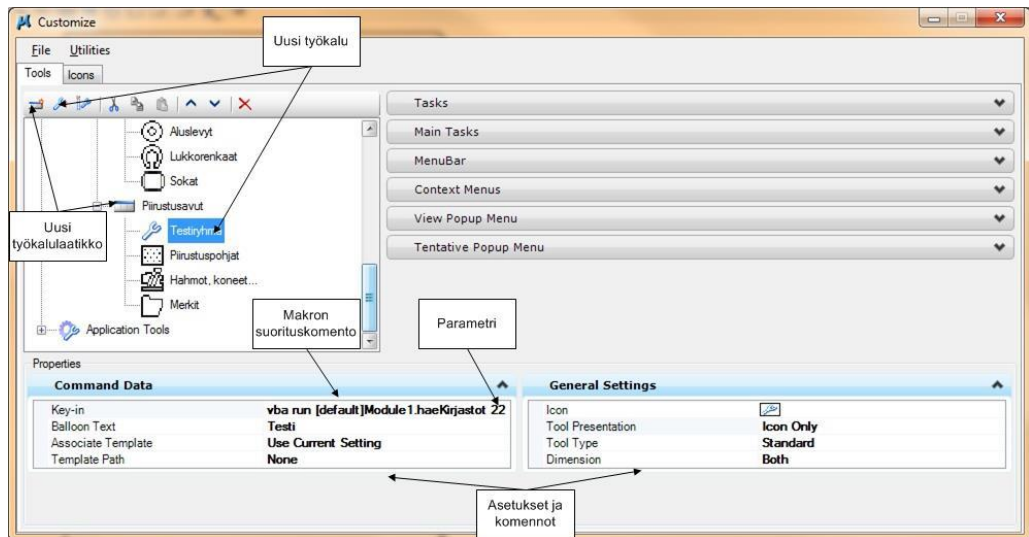 Customize
Uusi työkalu
File Utilities
Tools Icons
Aluslevyt
Lukkorenkaat
Sokat
Piirustusavut
Uusi
työkalulaatikko
Testiryhmä
Piirustuspohjat
Hahmot, koneet...
Merkit
Application Tools
Tasks
Main Tasks
MenuBar
Context Menus
View Popup Menu
Tentative Popup Menu
Makron
suorituskomento
Parametri
Properties
Command Data
Key-in vba run [default]Module1.haeKirjastot 22
Balloon Text Testi
Associate Template Use Current Setting
Template Path None
General Settings
Icon
Tool Presentation Icon Only
Tool Type Standard
Dimension Both
Asetukset ja
komennot